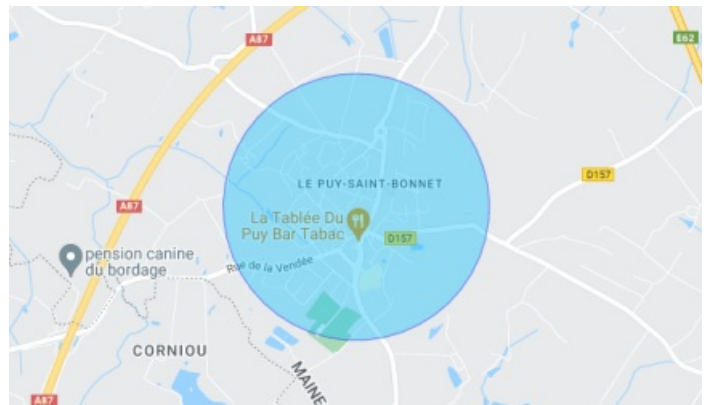 A87
E62
LE PUY-SAINT-BONNET
D157
A87
La Tablée Du
Puy Bar Tabac
D157
pension canine
du bordage
Rue de la Vendée
CORNIOU
MAINE
A87